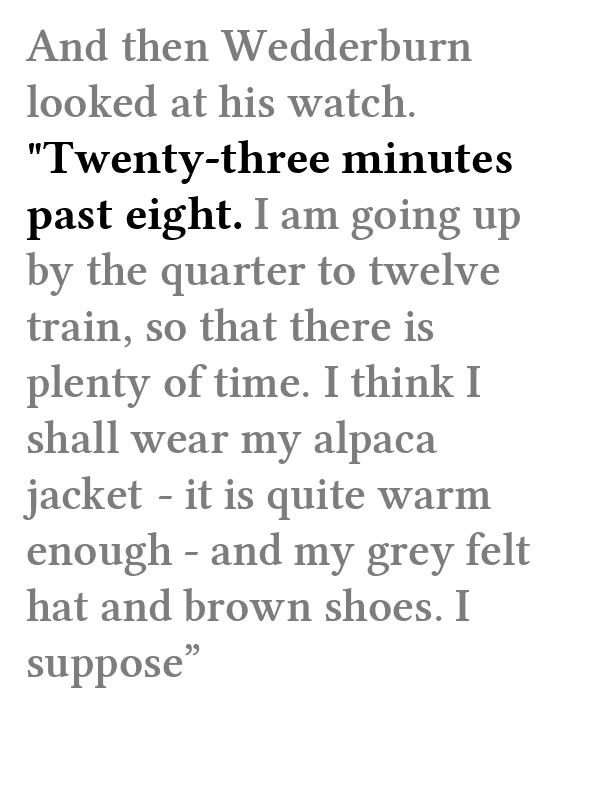 And then Wedderburn
looked at his watch.
"Twenty-three minutes
past eight. I am going up
by the quarter to twelve
train, so that there is
plenty of time. I think I
shall wear my alpaca
jacket - it is quite warm
enough - and my grey felt
hat and brown shoes. I
suppose”